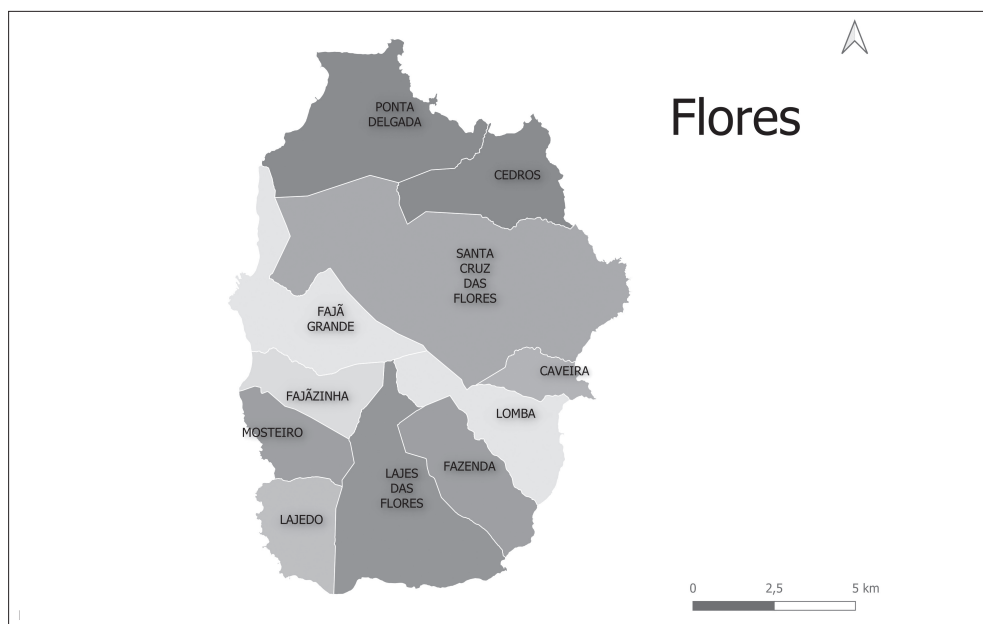 Flores
PONTA
DELGADA
CEDROS
SANTA
CRUZ
DAS
FLORES
FAJÃ
GRANDE
CAVEIRA
FAJÃZINHA
LOMBA
MOSTEIRO
FAZENDA
LAJES
DAS
FLORES
LAJEDO
0 2,5 5 km